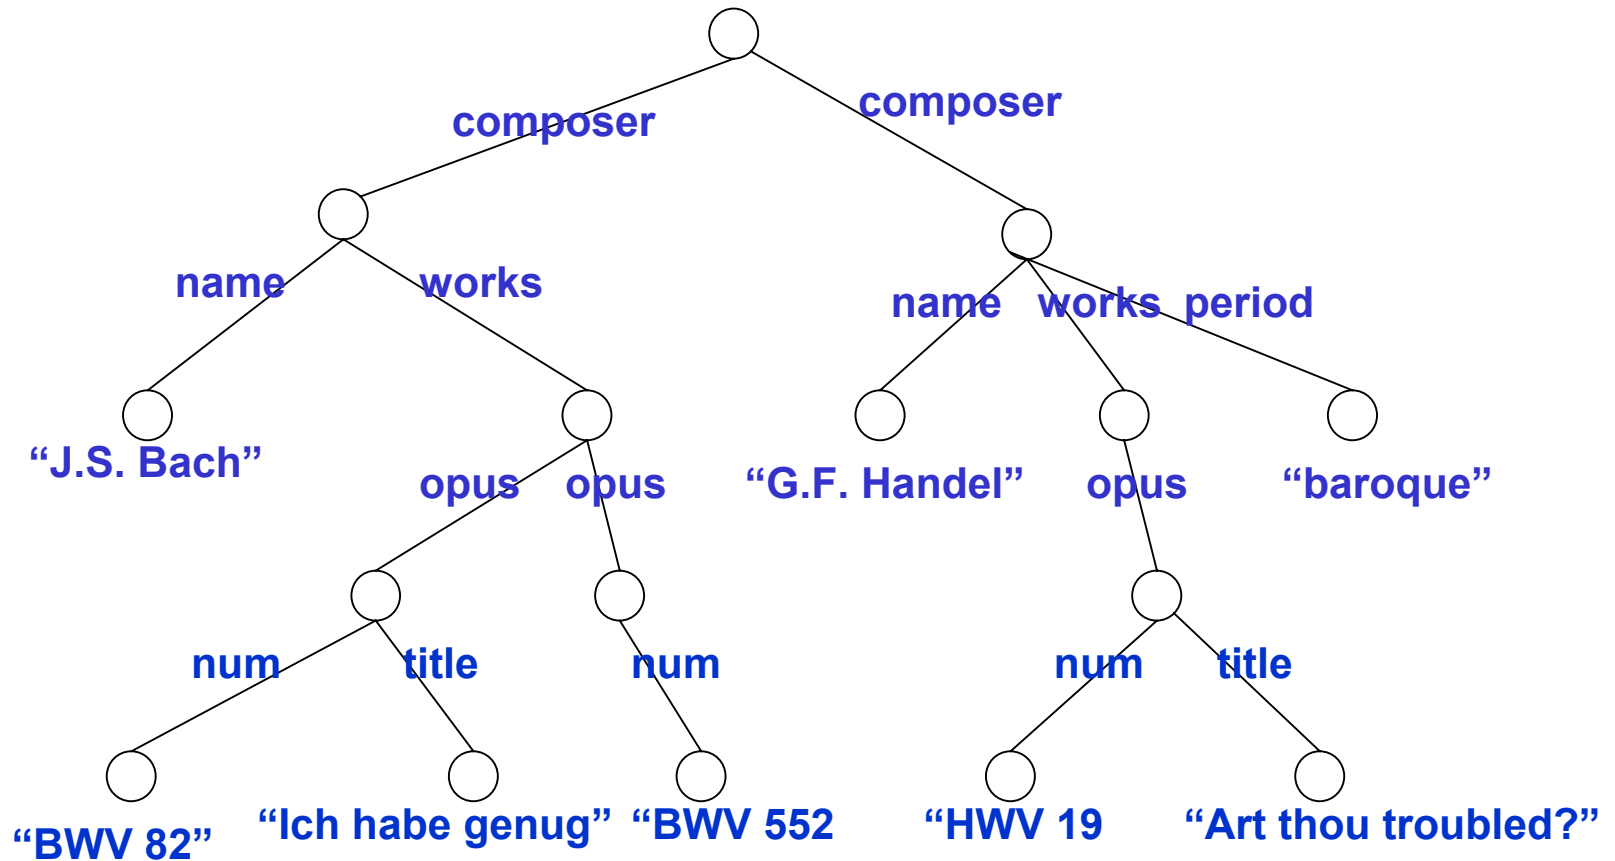 composer
composer
name
works
name works period
“J.S. Bach”
opus opus
“G.F. Handel”
opus
“baroque”
num
title
num
num
title
“BWV 82”
“Ich habe genug”
“BWV 552
“HWV 19
“Art thou troubled?”